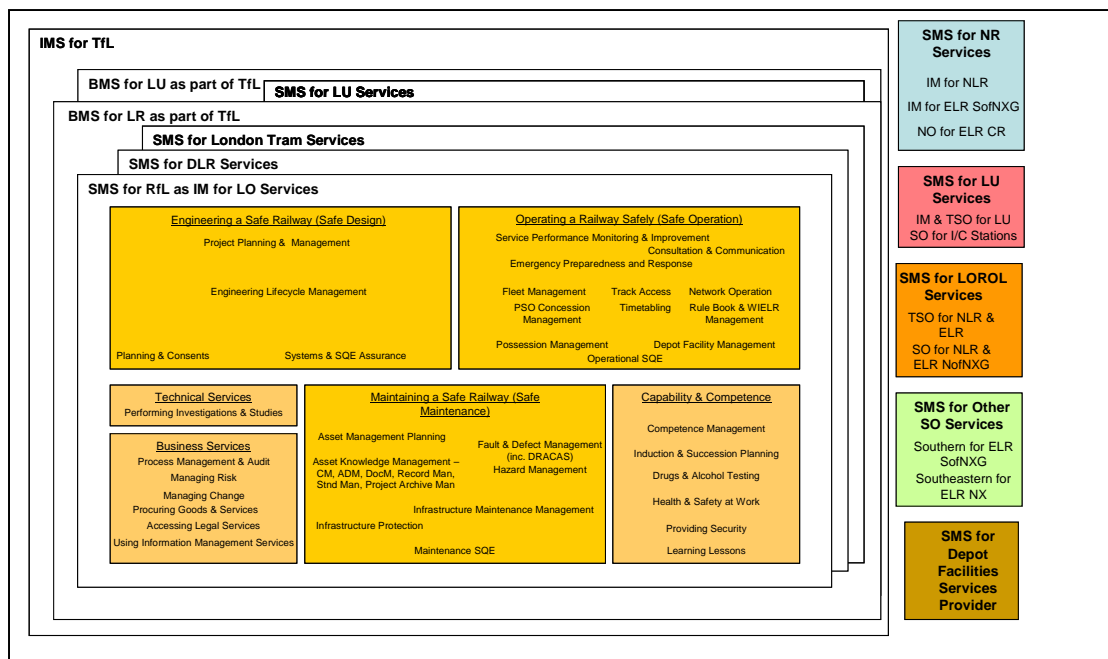 IMS for TfL
BMS for LU as part of TfL
SMS for LU Services
BMS for LR as part of TfL
SMS for London Tram Services
SMS for DLR Services
SMS for RfL as IM for LO Services
Engineering a Safe Railway (Safe Design)
Project Planning & Management
Engineering Lifecycle Management
Planning & Consents
Systems & SQE Assurance
Operating a Railway Safely (Safe Operation)
Service Performance Monitoring & Improvement
Consultation & Communication
Emergency Preparedness and Response
Fleet Management
Track Access
Network Operation
PSO Concession
Management
Timetabling
Rule Book & WIELR
Management
Possession Management
Depot Facility Management
Operational SQE
Technical Services
Performing Investigations & Studies
Business Services
Process Management & Audit
Managing Risk
Managing Change
Procuring Goods & Services
Accessing Legal Services
Using Information Management Services
Maintaining a Safe Railway (Safe
Maintenance)
Asset Management Planning
Fault & Defect Management
(inc. DRACAS)
Asset Knowledge Management –
CM, ADM, DocM, Record Man,
Stnd Man, Project Archive Man
Hazard Management
Infrastructure Maintenance Management
Infrastructure Protection
Maintenance SQE
Capability & Competence
Competence Management
Induction & Succession Planning
Drugs & Alcohol Testing
Health & Safety at Work
Providing Security
Learning Lessons
SMS for NR
Services
IM for NLR
IM for ELR SofNXG
NO for ELR CR
SMS for LU
Services
IM & TSO for LU
SO for I/C Stations
SMS for LOROL
Services
TSO for NLR &
ELR
SO for NLR &
ELR NofNXG
SMS for Other
SO Services
Southern for ELR
SofNXG
Southeastern for
ELR NX
SMS for
Depot
Facilities
Services
Provider